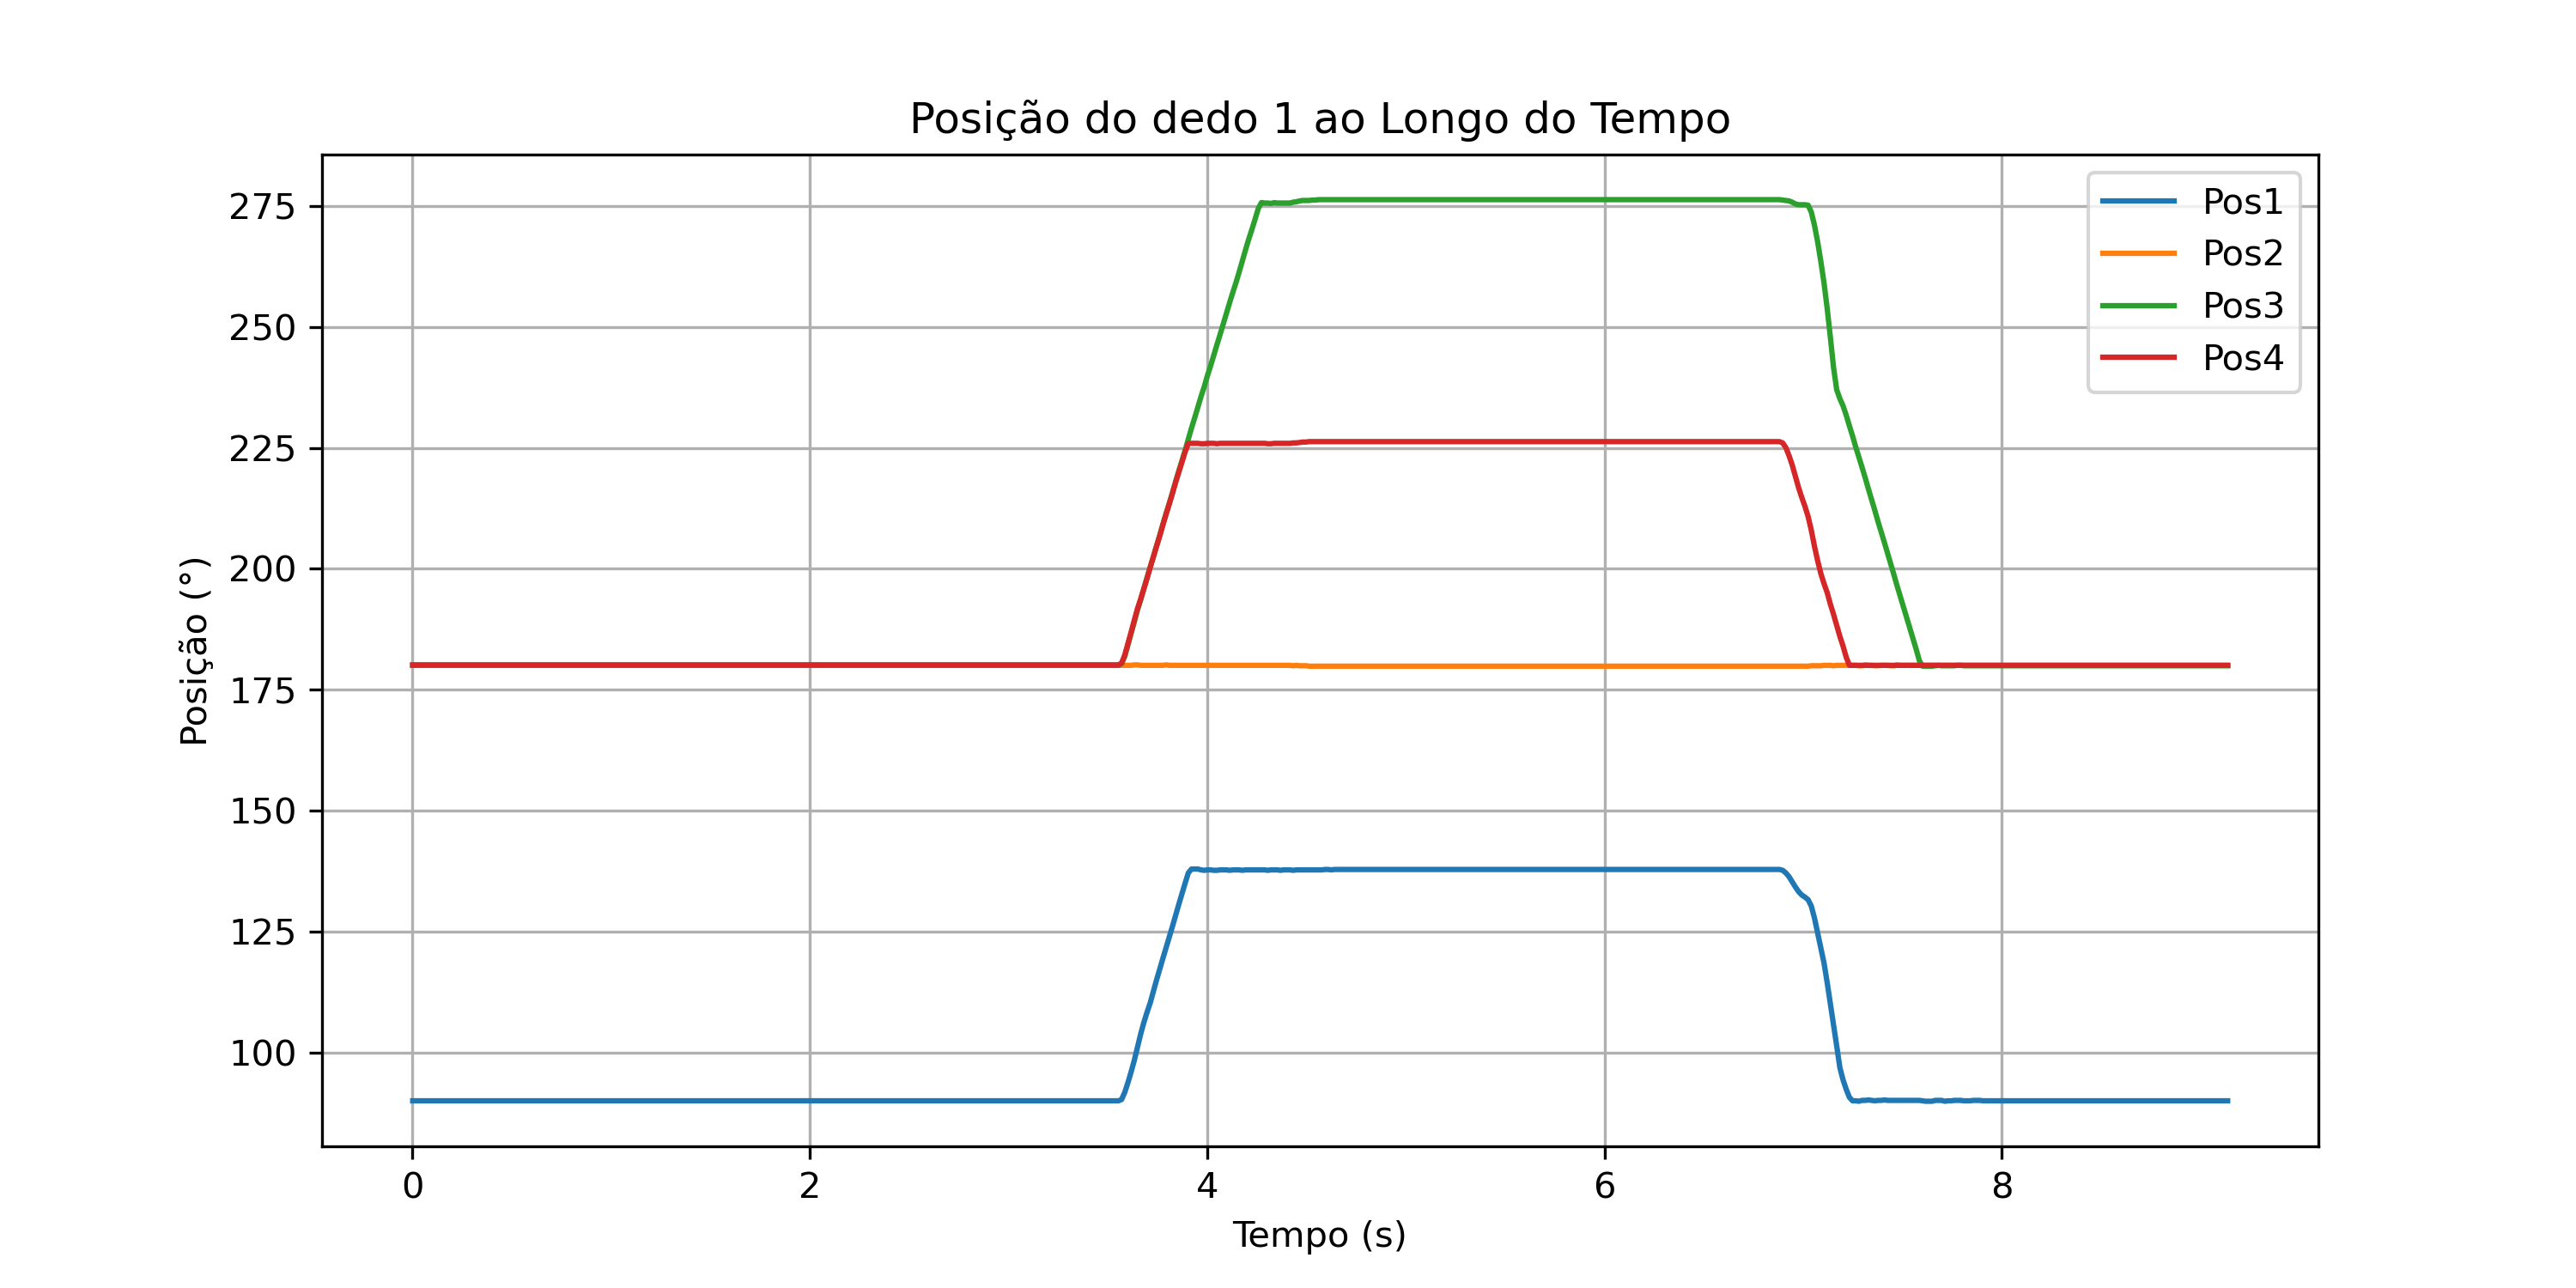 Posição do dedo 1 ao Longo do Tempo
Posição (°)
275
250
225
200
175
150
125
100
Pos1
Pos2
Pos3
Pos4
0 2 4 6 8
Tempo (s)